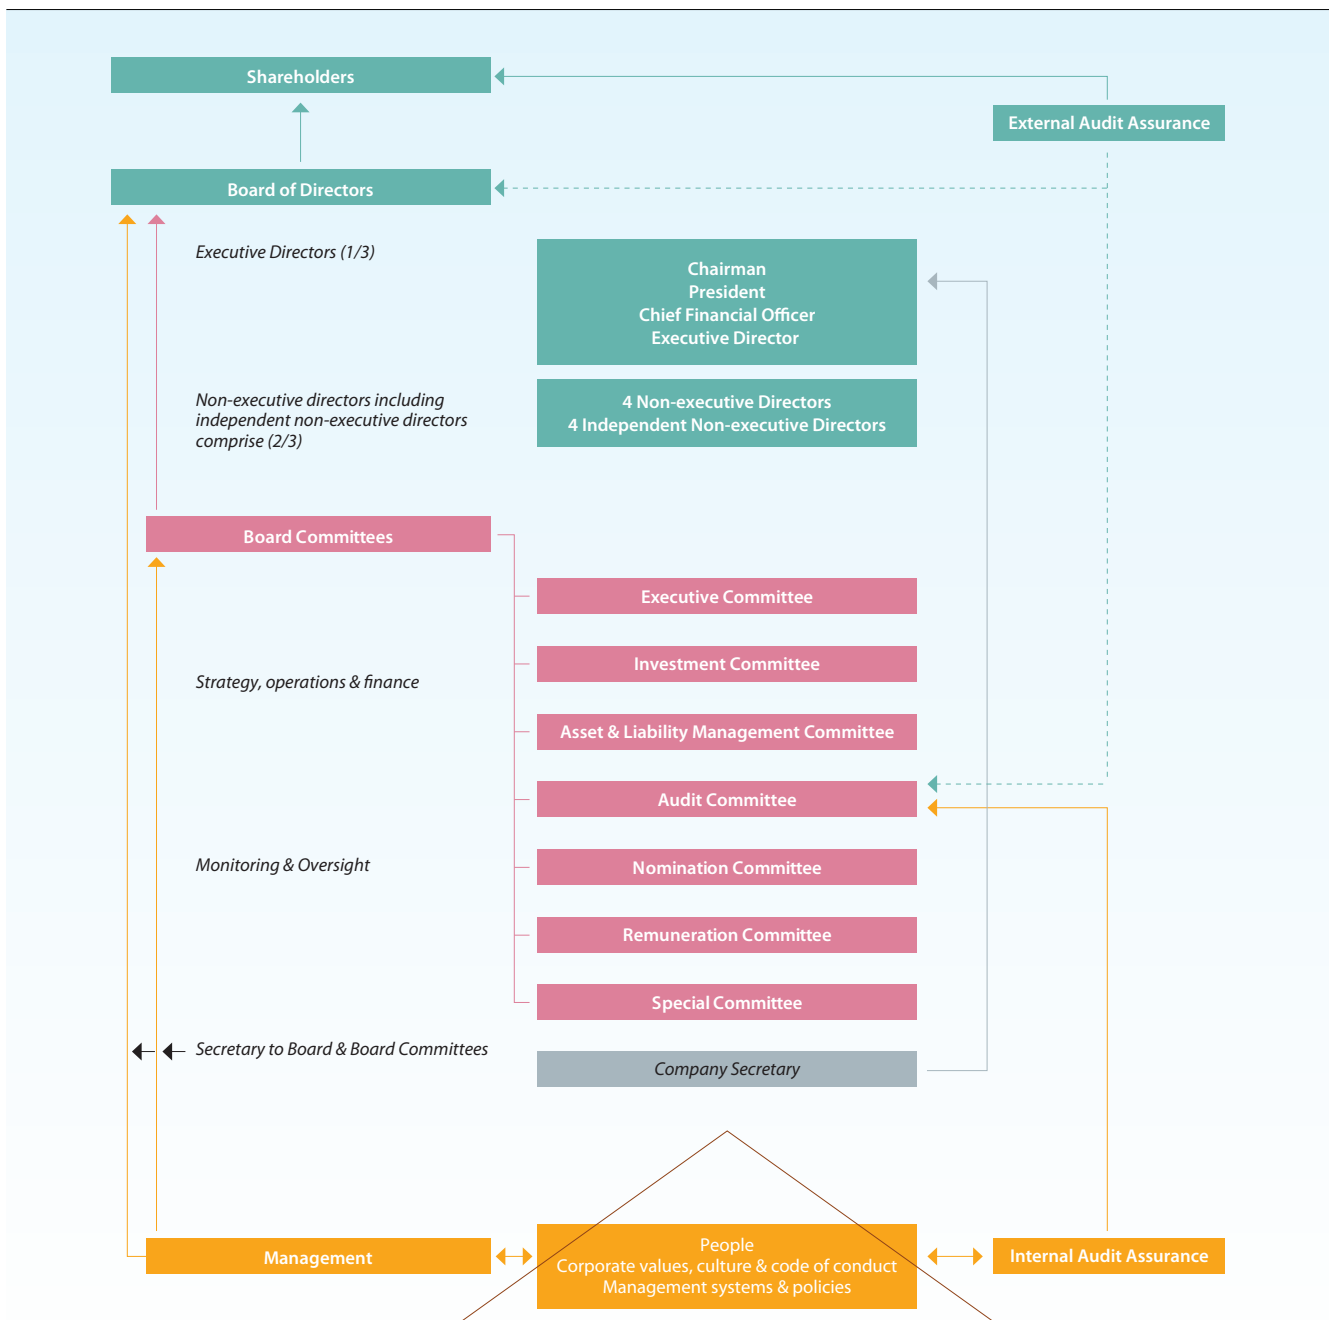 Shareholders
External Audit Assurance
Board of Directors
Executive Directors (1/3)
Chairman
President
Chief Financial Officer
Executive Director
Non-executive directors including
independent non-executive directors
comprise (2/3)
4 Non-executive Directors
4 Independent Non-executive Directors
Board Committees
Executive Committee
Investment Committee
Strategy, operations & finance
Asset & Liability Management Committee
Audit Committee
Monitoring & Oversight
Nomination Committee
Remuneration Committee
Special Committee
Secretary to Board & Board Committees
Company Secretary
Management
People
Corporate values, culture & code of conduct
Management systems & policies
Internal Audit Assurance